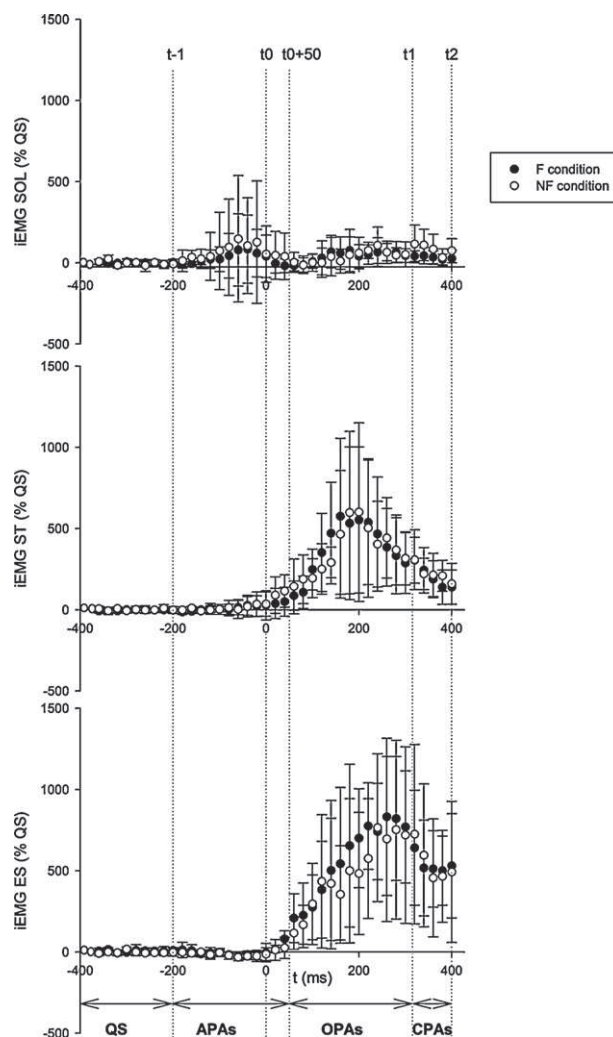 1500
t-1 t0 t0+50 t1 t2
1000
iEMG SOL (% QS)
500
0
-400 -200 0 200 400
-500
F condition
NF condition
1500
1000
iEMG ST (% QS)
500
0
-400 -200 0 200 400
-500
1500
1000
iEMG ES (% QS)
500
0
-400 -200 0 200 400
t (ms)
QS APAs OPAs CPAs
-500